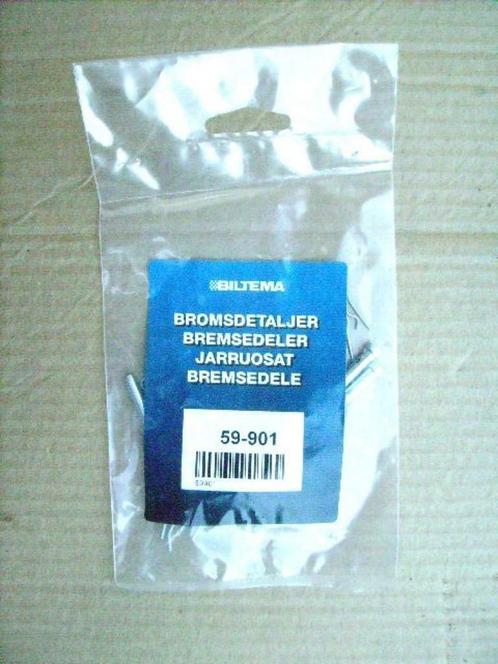 BILTEMA
BROMSDETALJER
BREMSEDELER
JARRUOSAT
BREMSEDELE
59-901